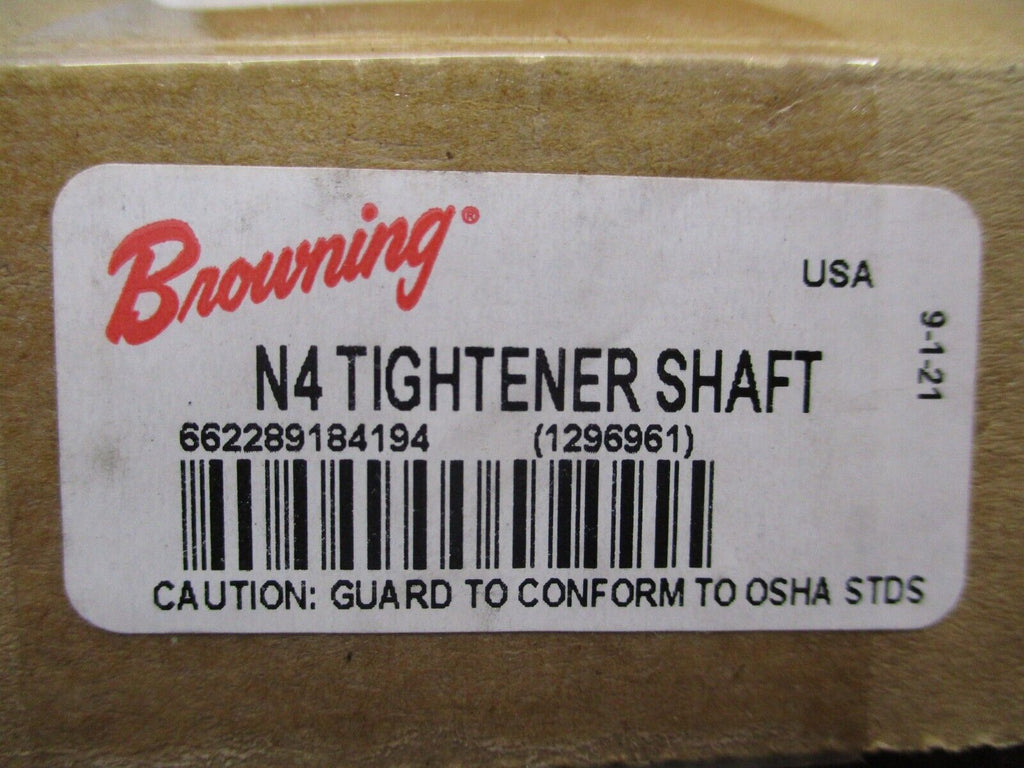 Browning®
USA
9-1-21
N4 TIGHTENER SHAFT
662289184194 (1296961)
CAUTION: GUARD TO CONFORM TO OSHA STDS